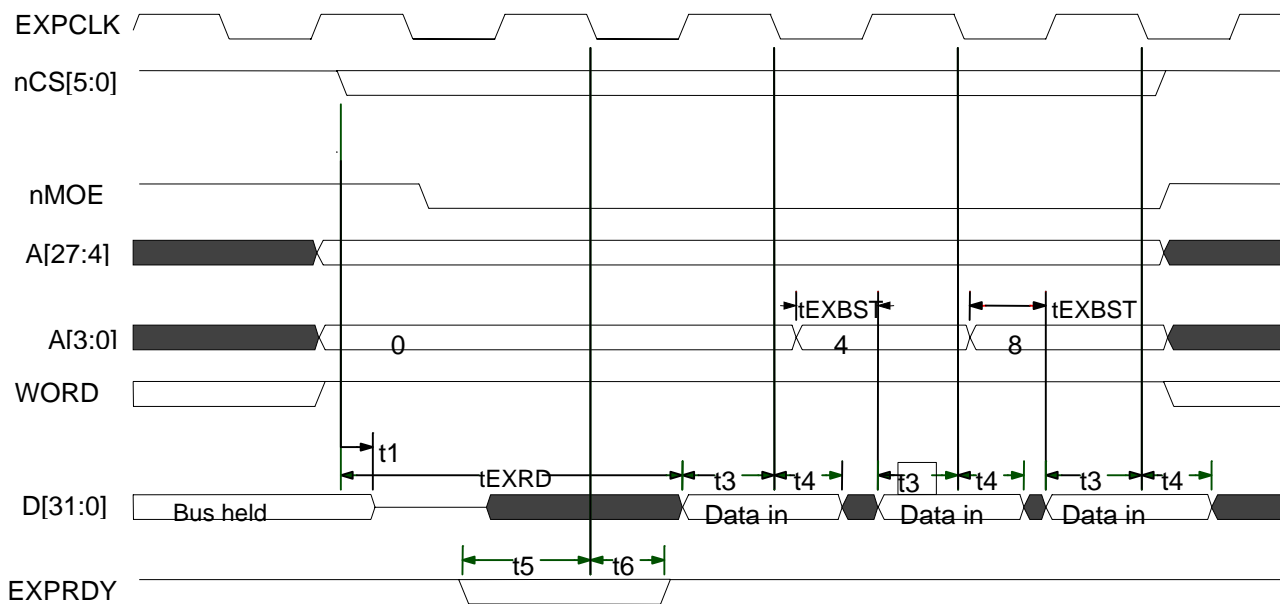 EXPCLK
nCS[5:0]
nMOE
A[27:4]
tEXBST
tEXBST
A[3:0]
0
4
8
WORD
t1
tEXRD
t3
t4
t3
t4
t3
t4
D[31:0]
Bus held
Data in
Data in
Data in
t5
t6
EXPRDY